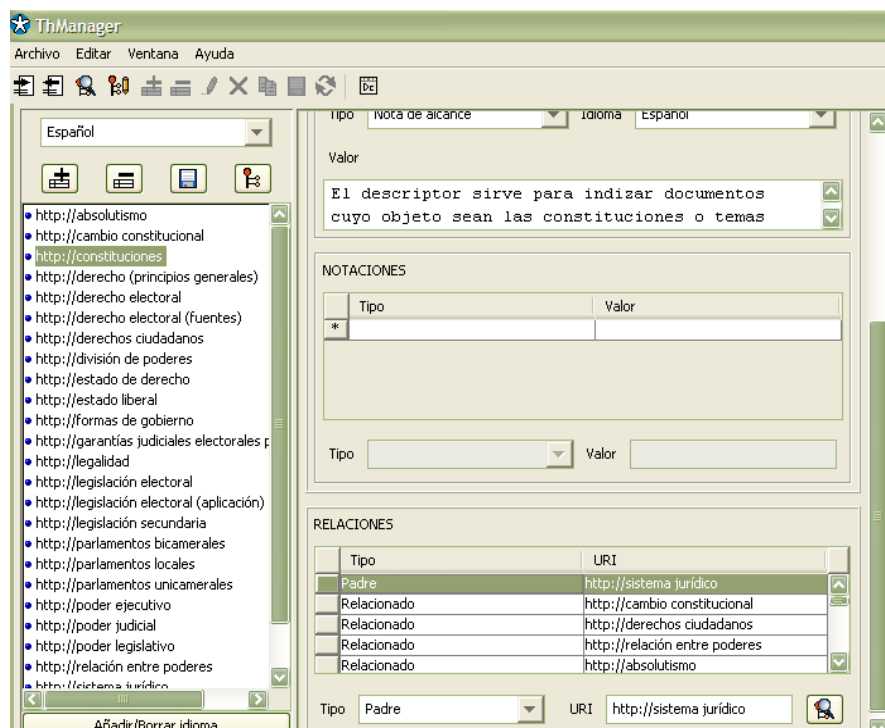 ThManager
Archivo Editar Ventana Ayuda
Español
http://absolutismo
http://cambio constitucional
http://constituciones
http://derecho (principios generales)
http://derecho electoral
http://derecho electoral (fuentes)
http://derechos ciudadanos
http://división de poderes
http://estado de derecho
http://estado liberal
http://formas de gobierno
http://garantías judiciales electorales p
http://legalidad
http://legislación electoral
http://legislación electoral (aplicación)
http://legislación secundaria
http://parlamentos bicamerales
http://parlamentos locales
http://parlamentos unicamerales
http://poder ejecutivo
http://poder judicial
http://poder legislativo
http://relación entre poderes
http://sistema jurídico
Añadir/Borrar idioma
Tipo Nota de alcance Idioma Español
Valor
El descriptor sirve para indizar documentos
cuyo objeto sean las constituciones o temas
NOTACIONES
Tipo Valor
*
Tipo Valor
RELACIONES
Tipo URI
Padre http://sistema jurídico
Relacionado http://cambio constitucional
Relacionado http://derechos ciudadanos
Relacionado http://relación entre poderes
Relacionado http://absolutismo
Tipo Padre URI http://sistema jurídico